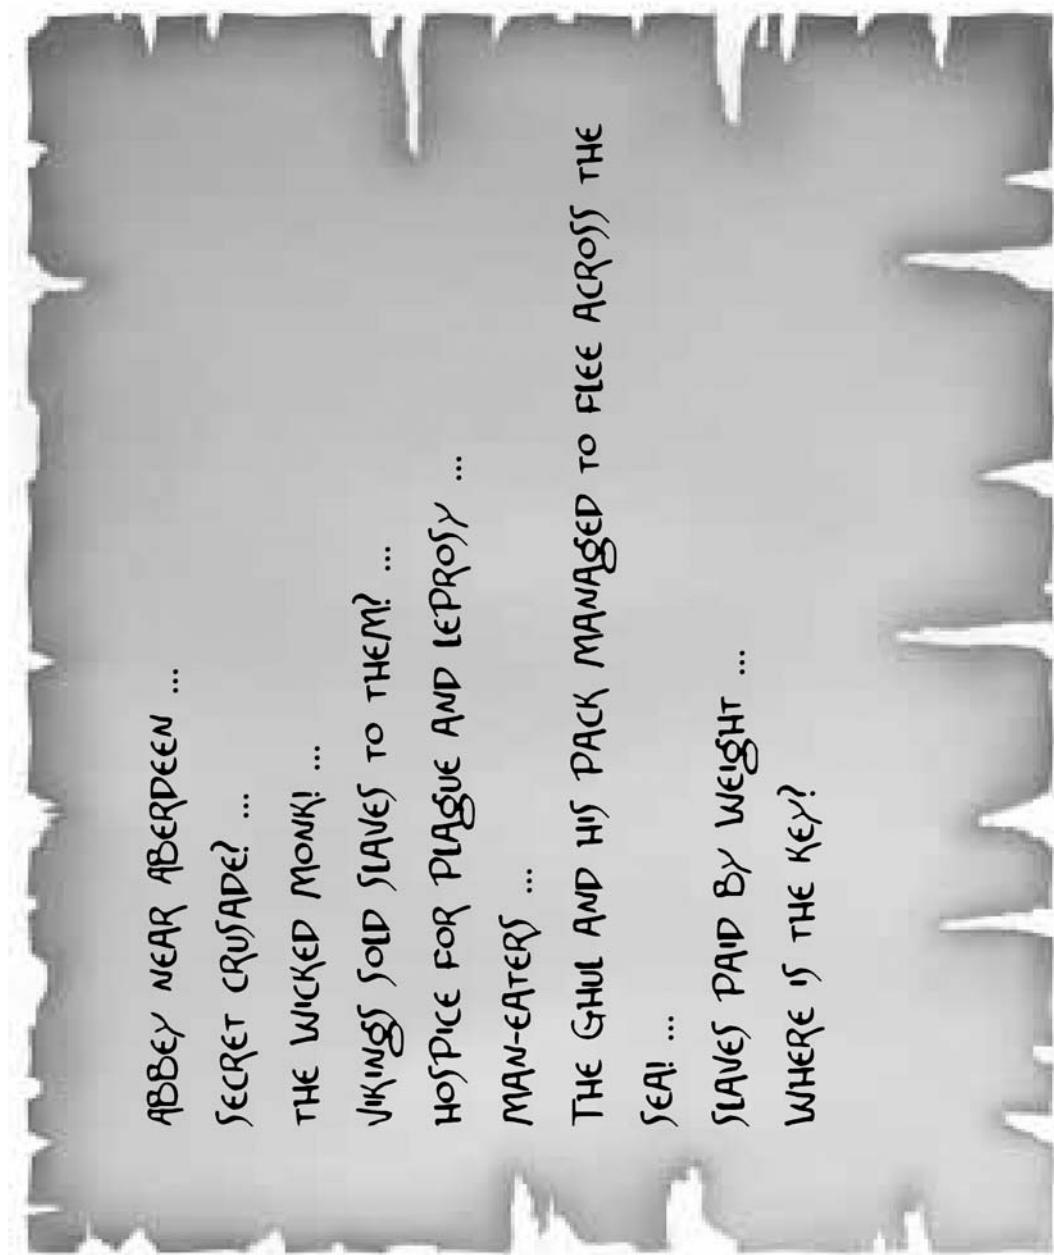 ABBEY NEAR ABERDEEN ...
SECRET CRUSADE? ...
THE WICKED MONK! ...
VIKINGS SOLD SLAVES TO THEM? ...
HOSPICE FOR PLAGUE AND LEPROSY ...
MAN-EATERS ...
THE GHUL AND HIS PACK MANAGED TO FLEE ACROSS THE
SEA! ...
SLAVES PAID BY WEIGHT ...
WHERE IS THE KEY?